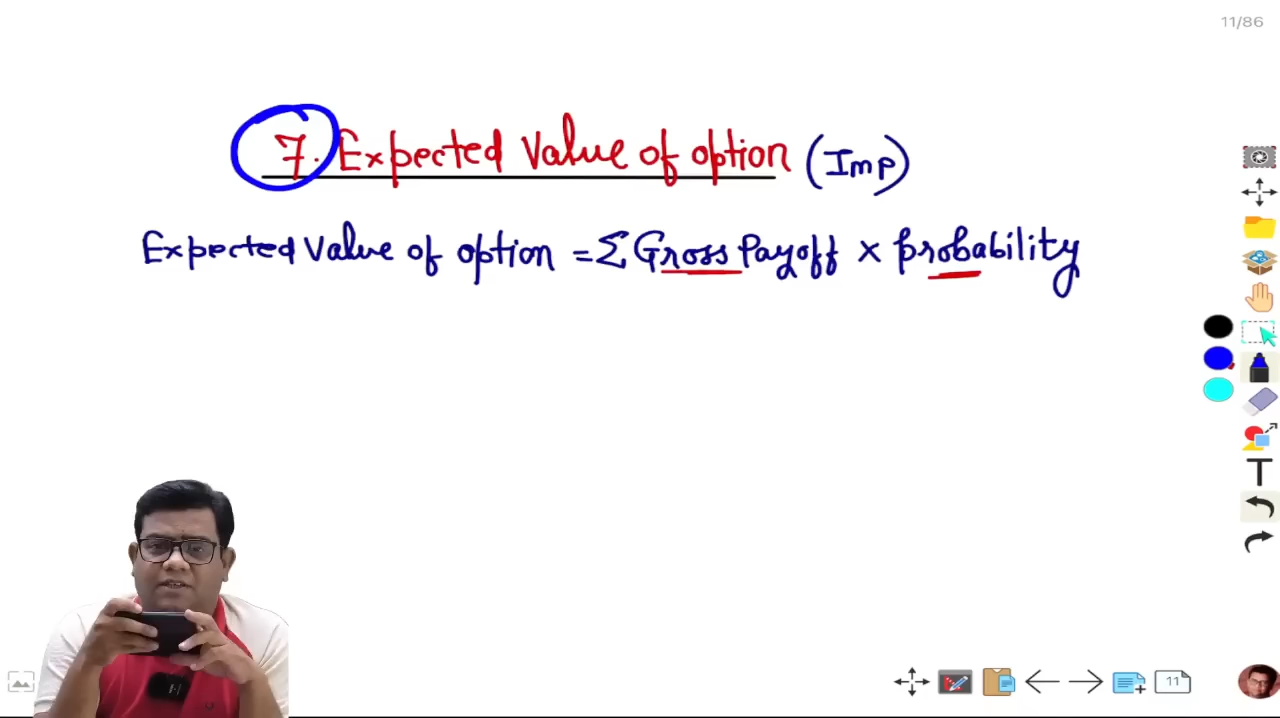 11/86
7. Expected Value of option (Imp)
Expected Value of option = Σ Gross Payoff × probability
T
11